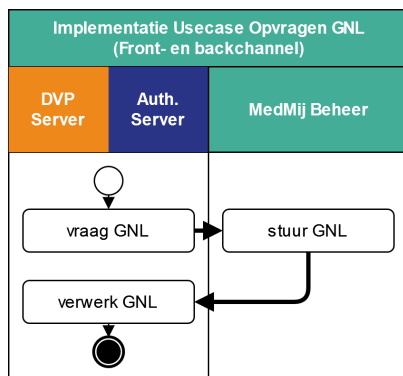 Implementatie Usecase Opvragen GNL
(Front- en backchannel)
DVP
Server
Auth.
Server
MedMij Beheer
vraag GNL
stuur GNL
verwerk GNL